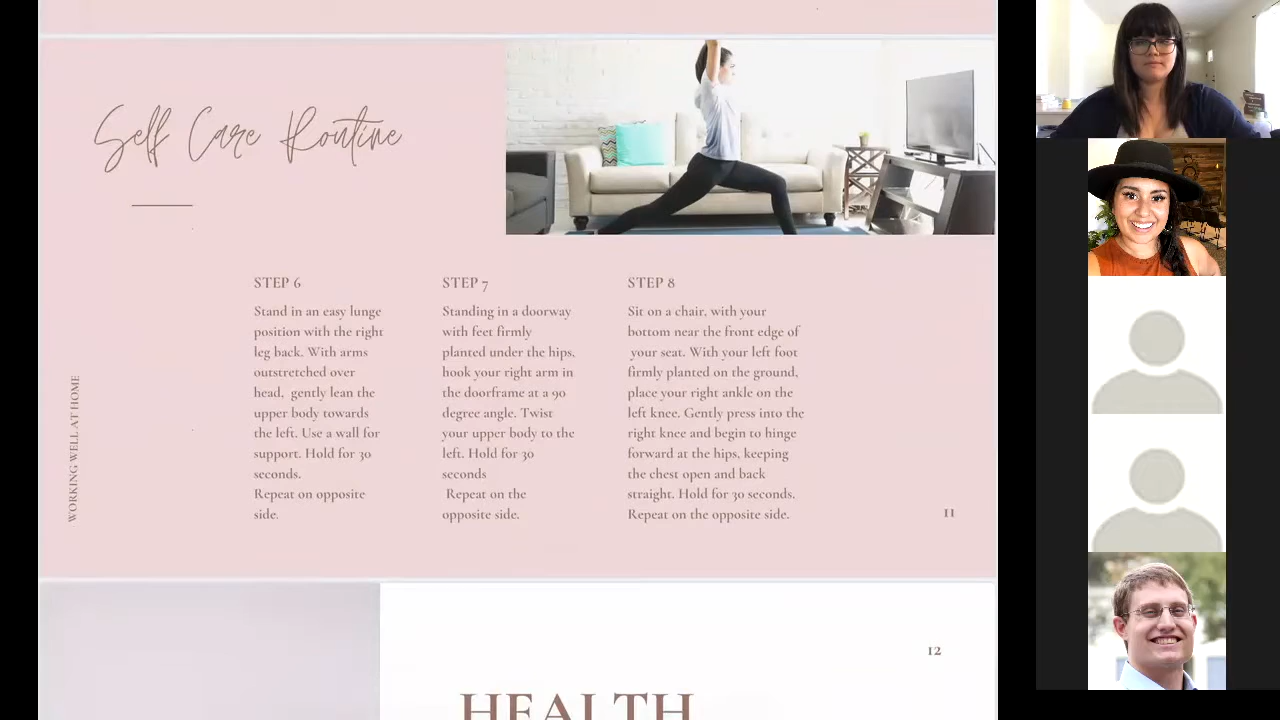 Self Care Routine
STEP 6
Stand in an easy lunge
position with the right
leg back. With arms
outstretched over
head,  gently lean the
upper body towards
the left. Use a wall for
support. Hold for 30
seconds.
Repeat on opposite
side.
STEP 7
Standing in a doorway
with feet firmly
planted under the hips,
hook your right arm in
the doorframe at a 90
degree angle. Twist
your upper body to the
left. Hold for 30
seconds
Repeat on the
opposite side.
STEP 8
Sit on a chair, with your
bottom near the front edge of
your seat. With your left foot
firmly planted on the ground,
place your right ankle on the
left knee. Gently press into the
right knee and begin to hinge
forward at the hips, keeping
the chest open and back
straight. Hold for 30 seconds.
Repeat on the opposite side.
WORKING WELL AT HOME
11
12
HEALTH